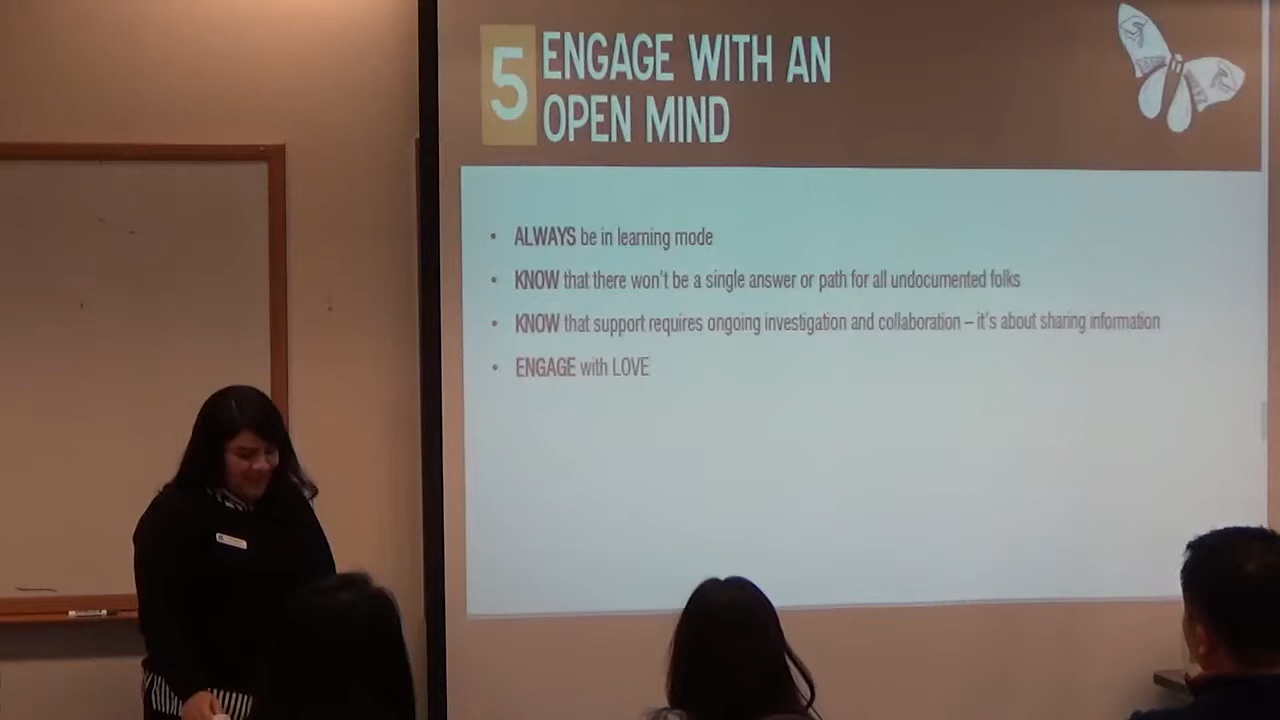 5 ENGAGE WITH AN
OPEN MIND
• ALWAYS be in learning mode
• KNOW that there won't be a single answer or path for all undocumented folks
• KNOW that support requires ongoing investigation and collaboration – it's about sharing information
• ENGAGE with LOVE